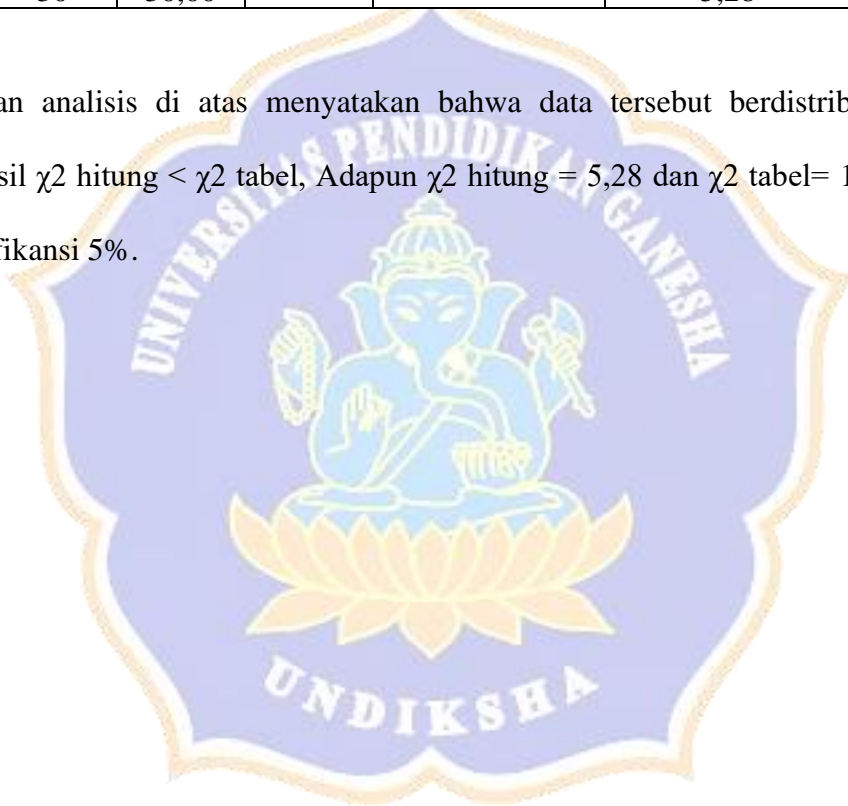 an analisis di atas menyatakan bahwa data tersebut berdistrib
sil χ2 hitung < χ2 tabel, Adapun χ2 hitung = 5,28 dan χ2 tabel= 1
fikansi 5%.
UNIVERSITAS PENDIDIKAN GANESHA
UNDIKSHA